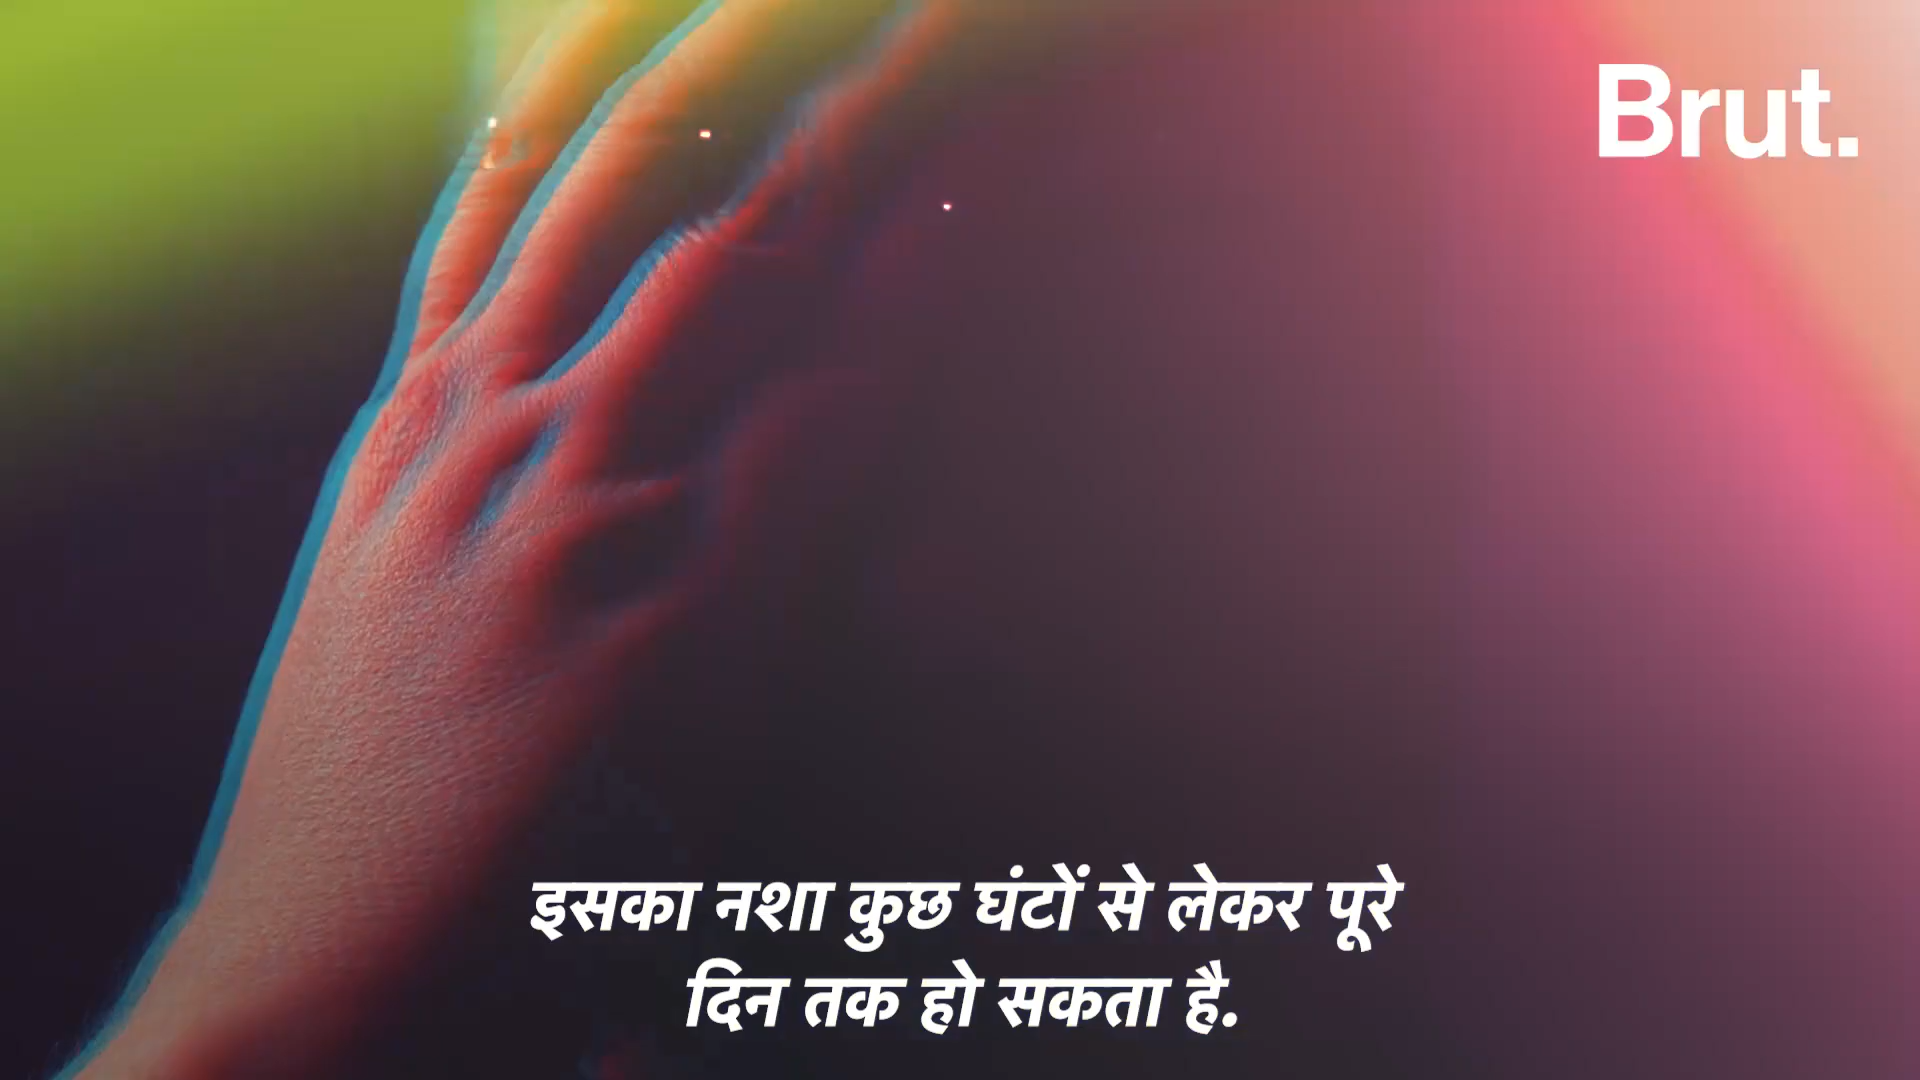 Brut.
इसका नशा कुछ घंटों से लेकर पूरे
दिन तक हो सकता है.